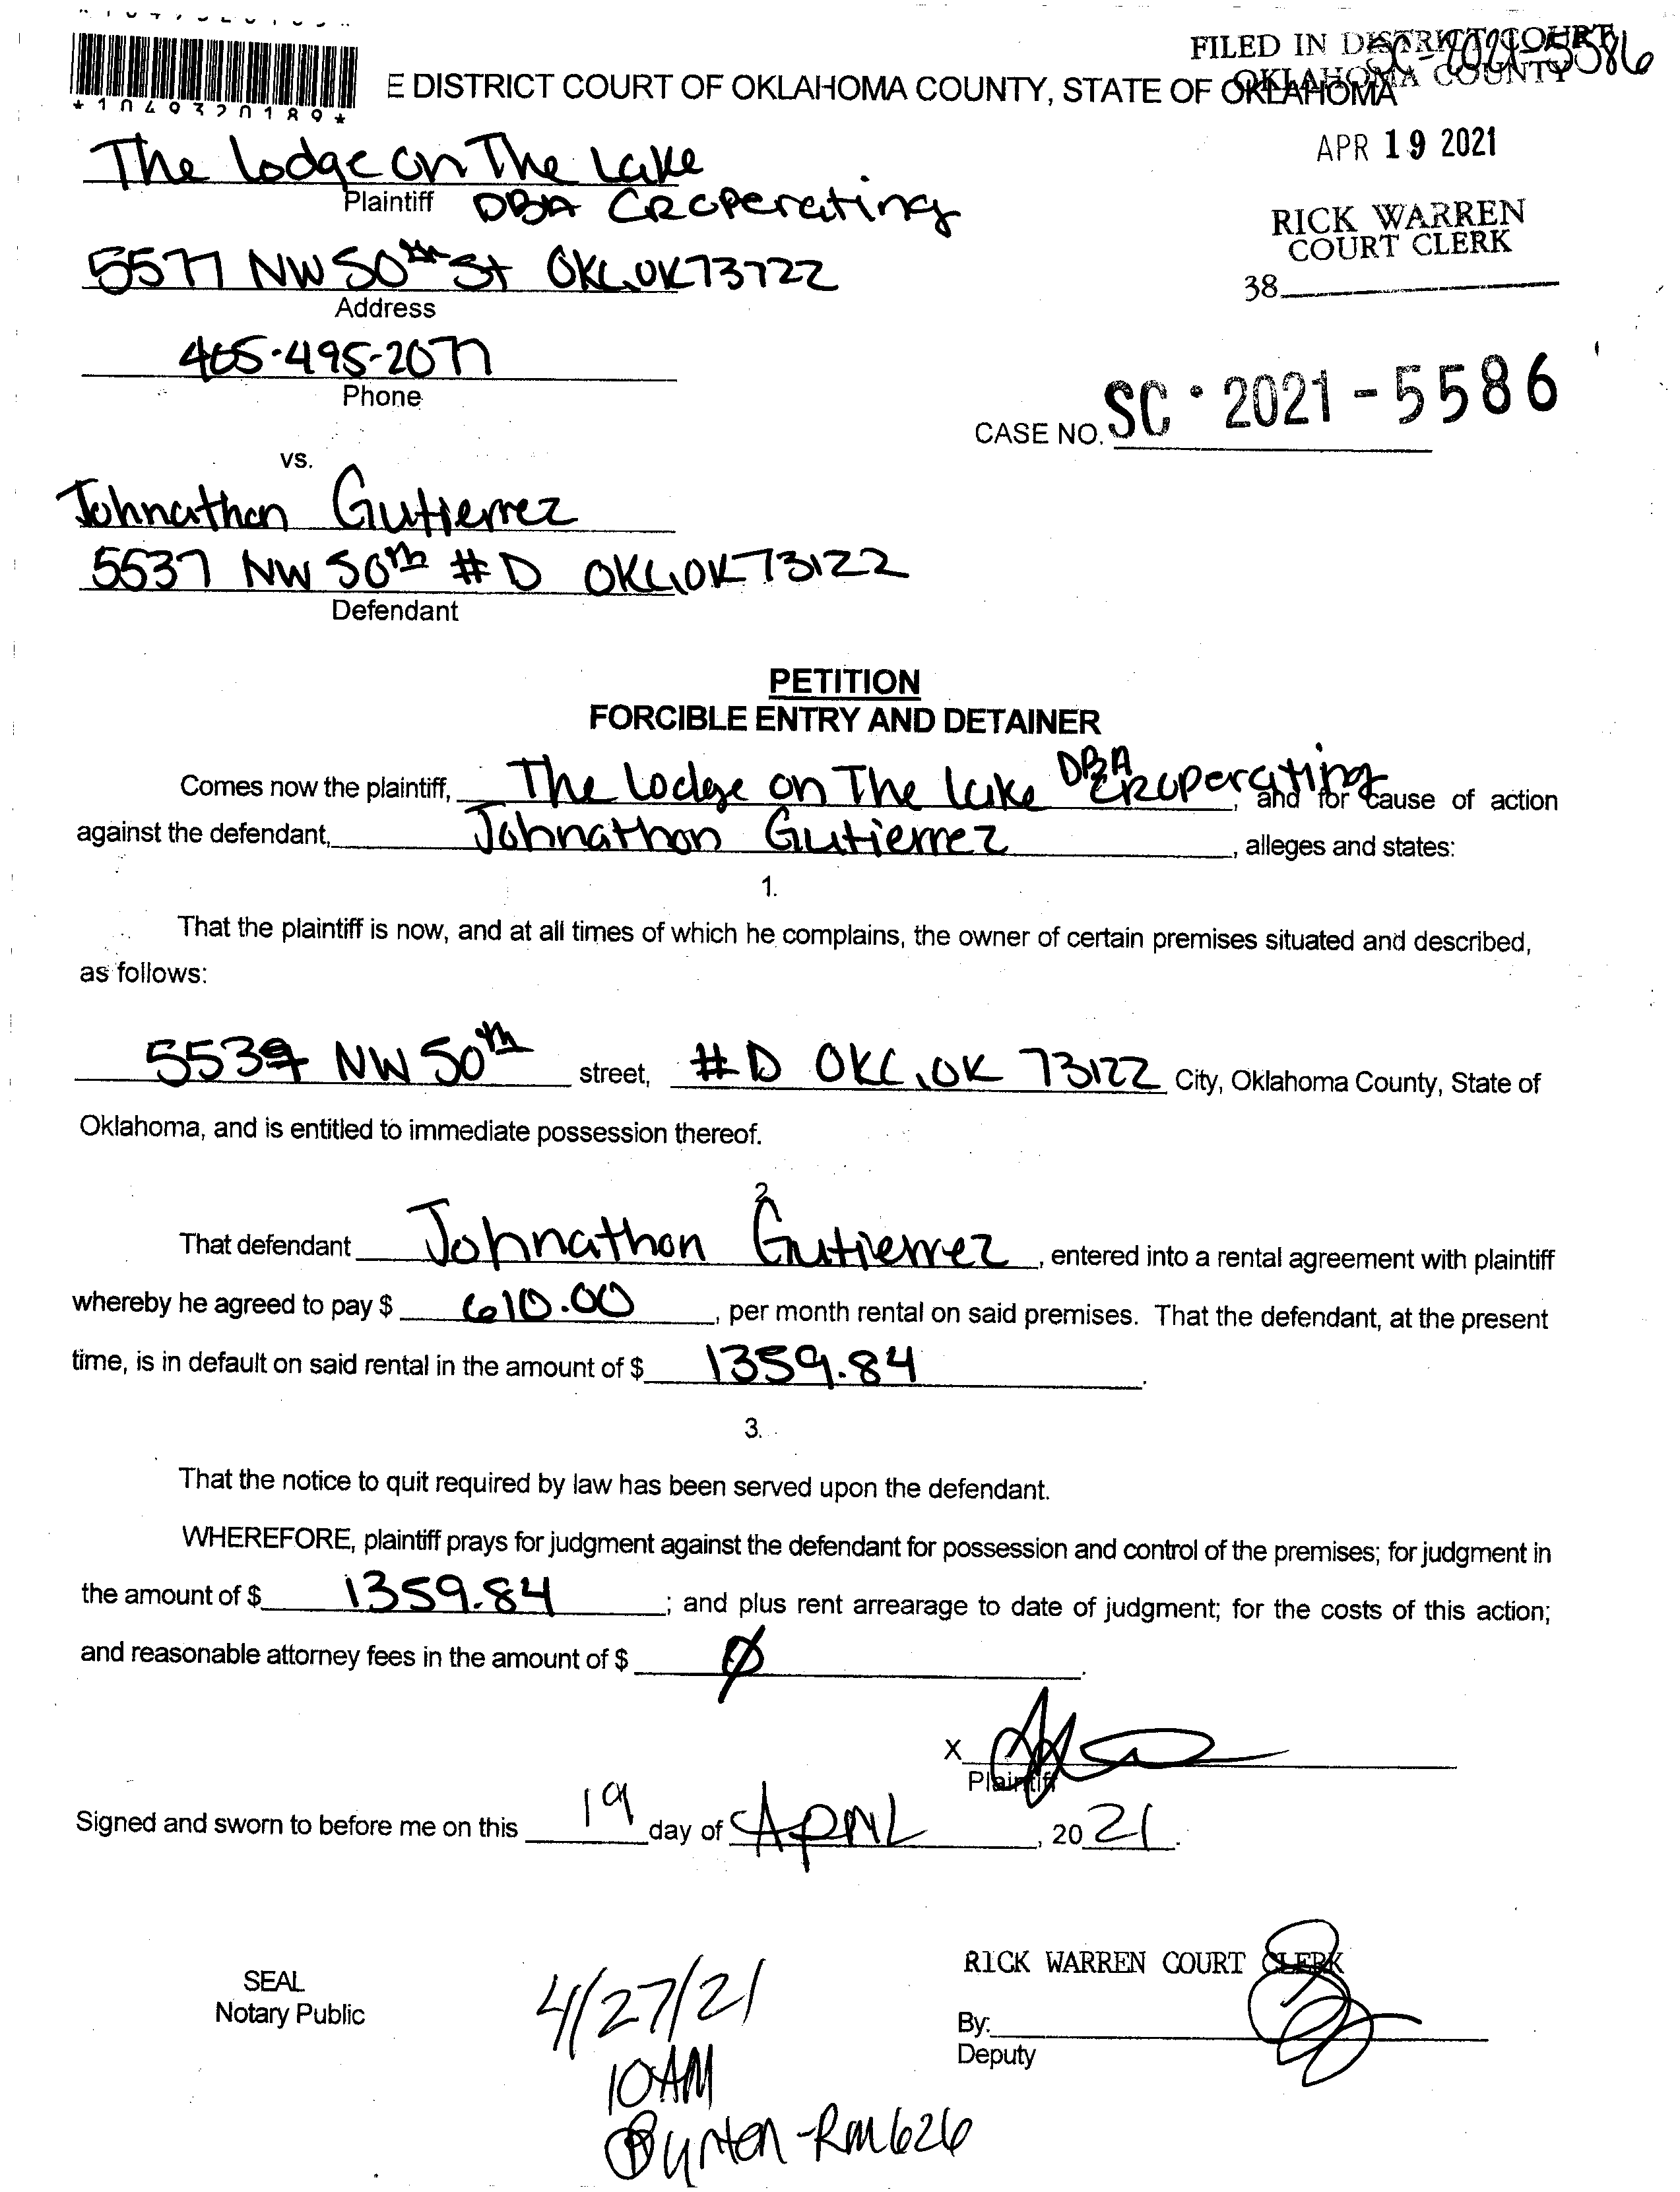 *1049320189*
FILED IN DISTRICT COURT
OKLAHOMA COUNTY
SC-2021-5586
E DISTRICT COURT OF OKLAHOMA COUNTY, STATE OF OKLAHOMA
APR 19 2021
RICK WARREN
COURT CLERK
38
The Lodge on The Lake
Plaintiff DBA CROperating
5577 NW 50th St OKC, OK 73122
Address
405-495-2077
Phone
CASE NO. SC - 2021 - 5586
vs.
Johnathon Gutierrez
5537 NW 50th #D OKC, OK 73122
Defendant
PETITION
FORCIBLE ENTRY AND DETAINER
Comes now the plaintiff, The Lodge on The Lake DBA CROperating, and for cause of action
against the defendant, Johnathon Gutierrez, alleges and states:
1.
That the plaintiff is now, and at all times of which he complains, the owner of certain premises situated and described,
as follows:
5537 NW 50th street, #D OKC, OK 73122 City, Oklahoma County, State of
Oklahoma, and is entitled to immediate possession thereof.
2.
That defendant Johnathon Gutierrez, entered into a rental agreement with plaintiff
whereby he agreed to pay $ 610.00, per month rental on said premises. That the defendant, at the present
time, is in default on said rental in the amount of $ 1359.84.
3.
That the notice to quit required by law has been served upon the defendant.
WHEREFORE, plaintiff prays for judgment against the defendant for possession and control of the premises; for judgment in
the amount of $ 1359.84; and plus rent arrearage to date of judgment; for the costs of this action;
and reasonable attorney fees in the amount of $ Ø.
X
Plaintiff
Signed and sworn to before me on this 19 day of April, 2021.
RICK WARREN COURT CLERK
SEAL
Notary Public
By:
Deputy
4/27/21
10AM
Burton-Rm 626